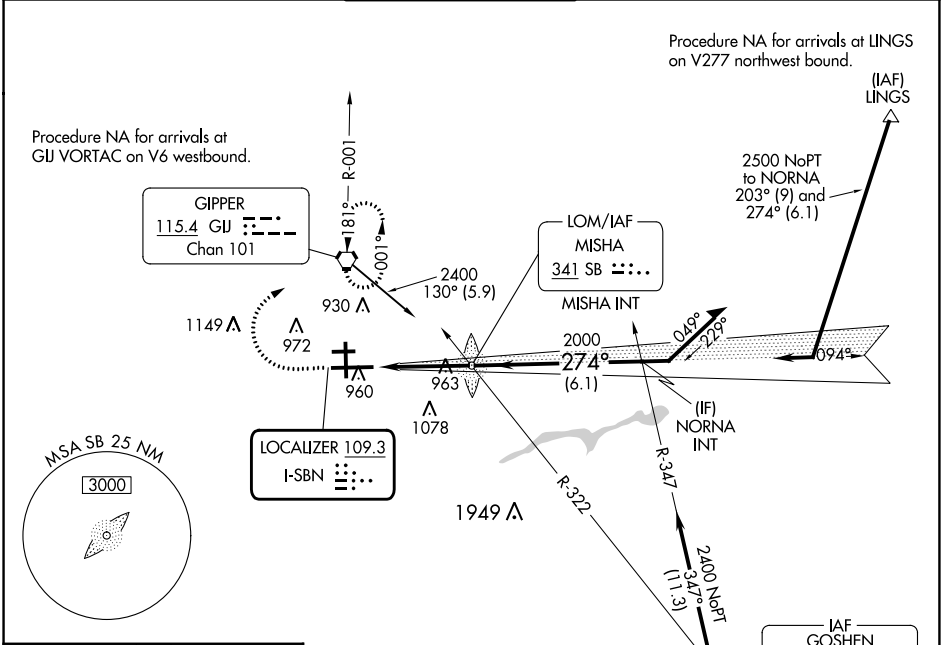 Procedure NA for arrivals at LINGS
on V277 northwest bound.
(IAF)
LINGS
Procedure NA for arrivals at
GIJ VORTAC on V6 westbound.
R-001
181°
001°
2500 NoPT
to NORNA
203° (9) and
274° (6.1)
GIPPER
115.4 GIJ
Chan 101
LOM/IAF
MISHA
341 SB
MISHA INT
2400
130° (5.9)
930
1149
972
2000
274°
(6.1)
049°
229°
094°
963
960
1078
(IF)
NORNA
INT
LOCALIZER 109.3
I-SBN
MSA SB 25 NM
3000
R-347
R-322
1949
2400 NoPT
347°
(11.3)
IAF
GOSHEN